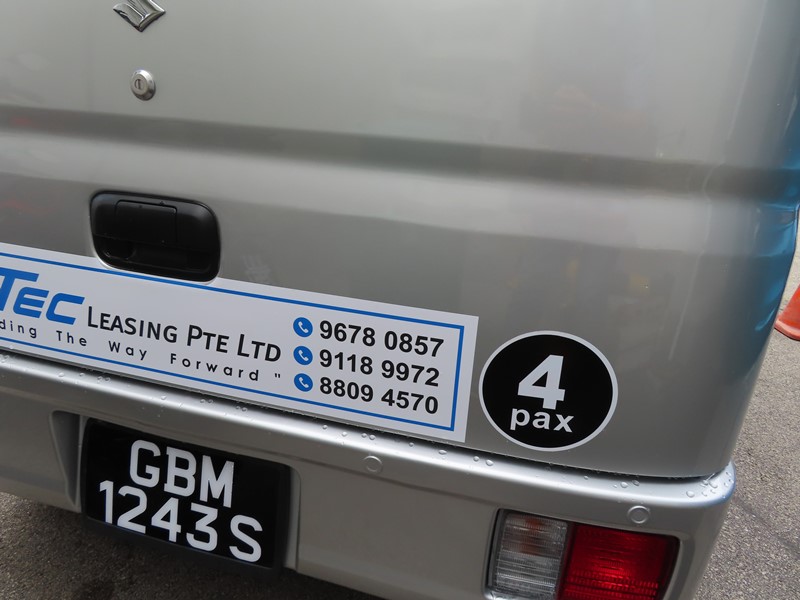 Tec Leasing Pte Ltd
ding The Way Forward "
9678 0857
9118 9972
8809 4570
4
pax
GBM
1243 S